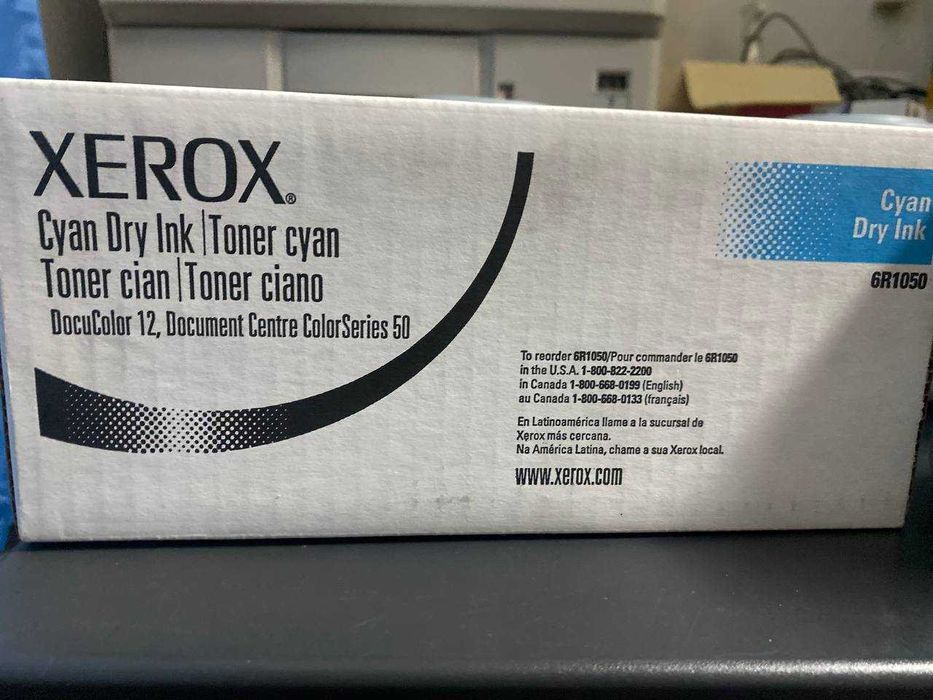 XEROX®
Cyan Dry Ink | Toner cyan
Toner cian | Toner ciano
DocuColor 12, Document Centre ColorSeries 50
Cyan
Dry Ink
6R1050
To reorder 6R1050/Pour commander le 6R1050
in the U.S.A. 1-800-822-2200
in Canada 1-800-668-0199 (English)
au Canada 1-800-668-0133 (français)
En Latinoamérica llame a la sucursal de
Xerox más cercana.
Na América Latina, chame a sua Xerox local.
www.xerox.com